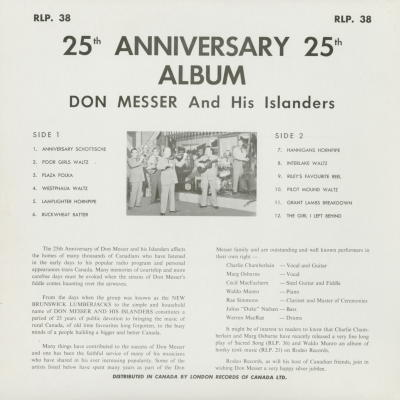 RLP. 38
RLP. 38
25th ANNIVERSARY 25th
ALBUM
DON MESSER And His Islanders
SIDE 1
1. ANNIVERSARY SCHOTTISCHE
2. POOR GIRLS WALTZ
3. PLAZA POLKA
4. WESTPHALIA WALTZ
5. LAMPLIGHTER HORNPIPE
6. BUCKWHEAT BATTER
SIDE 2
7. HANNIGANS HORNPIPE
8. INTERLAKE WALTZ
9. RILEY'S FAVOURITE REEL
10. PILOT MOUND WALTZ
11. GRANT LAMBS BREAKDOWN
12. THE GIRL I LEFT BEHIND
The 25th Anniversary of Don Messer and his Islanders affects
the homes of many thousands of Canadians who have listened
in the early days to his popular radio program and personal
appearances trans Canada. Many memories of courtship and more
carefree days must be evoked when the strains of Don Messer's
fiddle comes haunting over the airwaves.
From the days when the group was known as the NEW
BRUNSWICK LUMBERJACKS to the simple and household
name of DON MESSER AND HIS ISLANDERS constitutes a
period of 25 years of public devotion to bringing the music of
rural Canada, of old time favourites long forgotten, to the busy
minds of a people building a bigger and better Canada.
Many things have contributed to the success of Don Messer
and one has been the faithful service of many of his musicians
who have shared in his ever increasing popularity. Some of the
artists listed below have spent many years as part of the Don
Messer family and are outstanding and well known performers in
their own right —
Charlie Chamberlain — Vocal and Guitar
Marg Osborne — Vocal
Cecil MacEachern — Steel Guitar and Fiddle
Waldo Munro — Piano
Rae Simmons — Clarinet and Master of Ceremonies
Julius "Duke" Nielsen — Bass
Warren MacRae — Drums
It might be of interest to readers to know that Charlie Cham-
berlain and Marg Osborne have recently released a very fine long
play of Sacred Song (RLP. 36) and Waldo Munro an album of
honky tonk music (RLP. 21) on Rodeo Records.
Rodeo Records, as will his host of Canadian friends, join in
wishing Don Messer a very happy silver jubilee.
DISTRIBUTED IN CANADA BY LONDON RECORDS OF CANADA LTD.